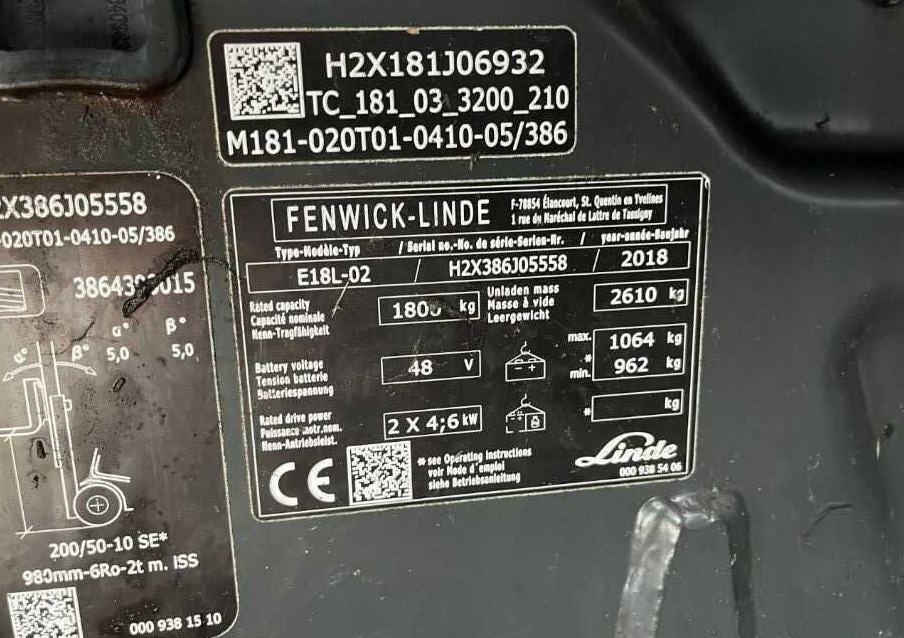 H2X181J06932
TC_181_03_3200_210
M181-020T01-0410-05/386
2X386J05558
-020T01-0410-05/386
α° β°
α° β° 5,0 5,0
200/50-10 SE*
980mm-6Ro-2t m. ISS
000 938 15 10
FENWICK-LINDE
F-78854 Élancourt, St. Quentin en Yvelines
1 rue du Maréchal de Lattre de Tassigny
Type-Modèle-Typ / Serial no.-No. de série-Serien-Nr. / year-année-Baujahr
E18L-02 / H2X386J05558 / 2018
Rated capacity
Capacité nominale
Nenn-Tragfähigkeit
1800 kg
Unladen mass
Masse à vide
Leergewicht
2610 kg
Battery voltage
Tension batterie
Batteriespannung
48 V
max. 1064 kg
*
min. 962 kg
Rated drive power
Puissance motr.nom.
Nenn-Antriebsleist.
2 X 4;6 kW
* kg
CE
* see Operating Instructions
voir Mode d'emploi
siehe Betriebsanleitung
Linde
000 938 54 06